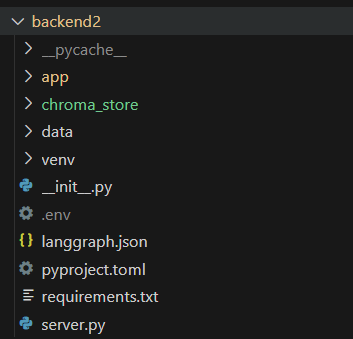 backend2
__pycache__
app
chroma_store
data
venv
__init__.py
.env
langgraph.json
pyproject.toml
requirements.txt
server.py